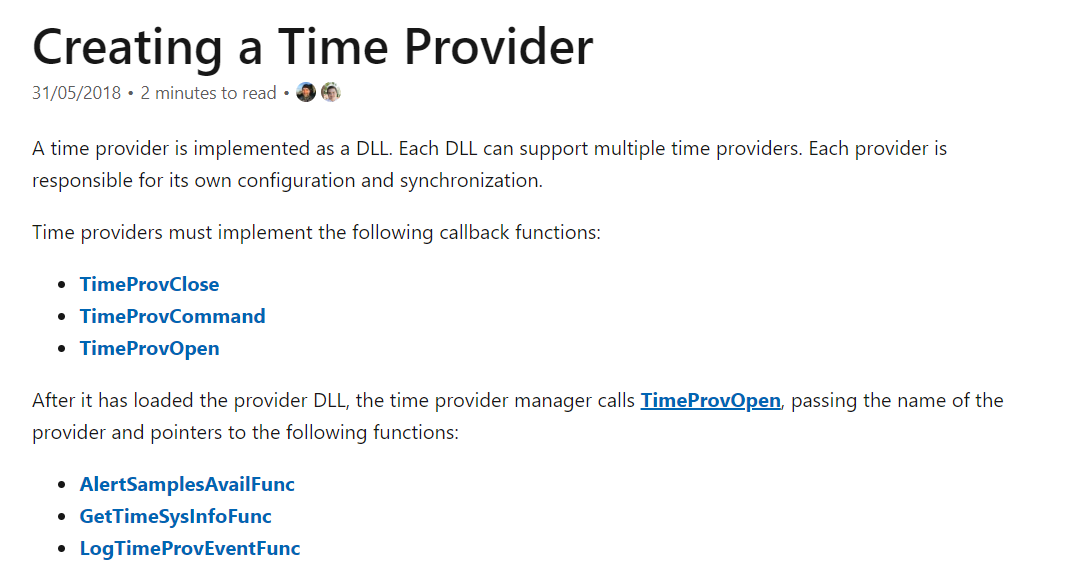 Creating a Time Provider
31/05/2018 • 2 minutes to read •
A time provider is implemented as a DLL. Each DLL can support multiple time providers. Each provider is
responsible for its own configuration and synchronization.
Time providers must implement the following callback functions:
• TimeProvClose
• TimeProvCommand
• TimeProvOpen
After it has loaded the provider DLL, the time provider manager calls TimeProvOpen, passing the name of the
provider and pointers to the following functions:
• AlertSamplesAvailFunc
• GetTimeSysInfoFunc
• LogTimeProvEventFunc